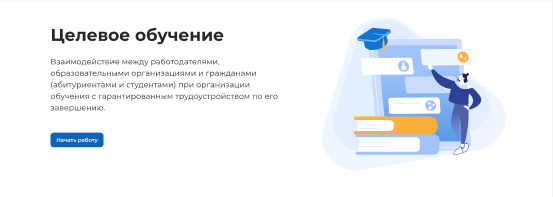 Целевое обучение
Взаимодействие между работодателями,
образовательными организациями и гражданами
(абитуриентами и студентами) при организации
обучения с гарантированным трудоустройством по его
завершению.
Начать работу